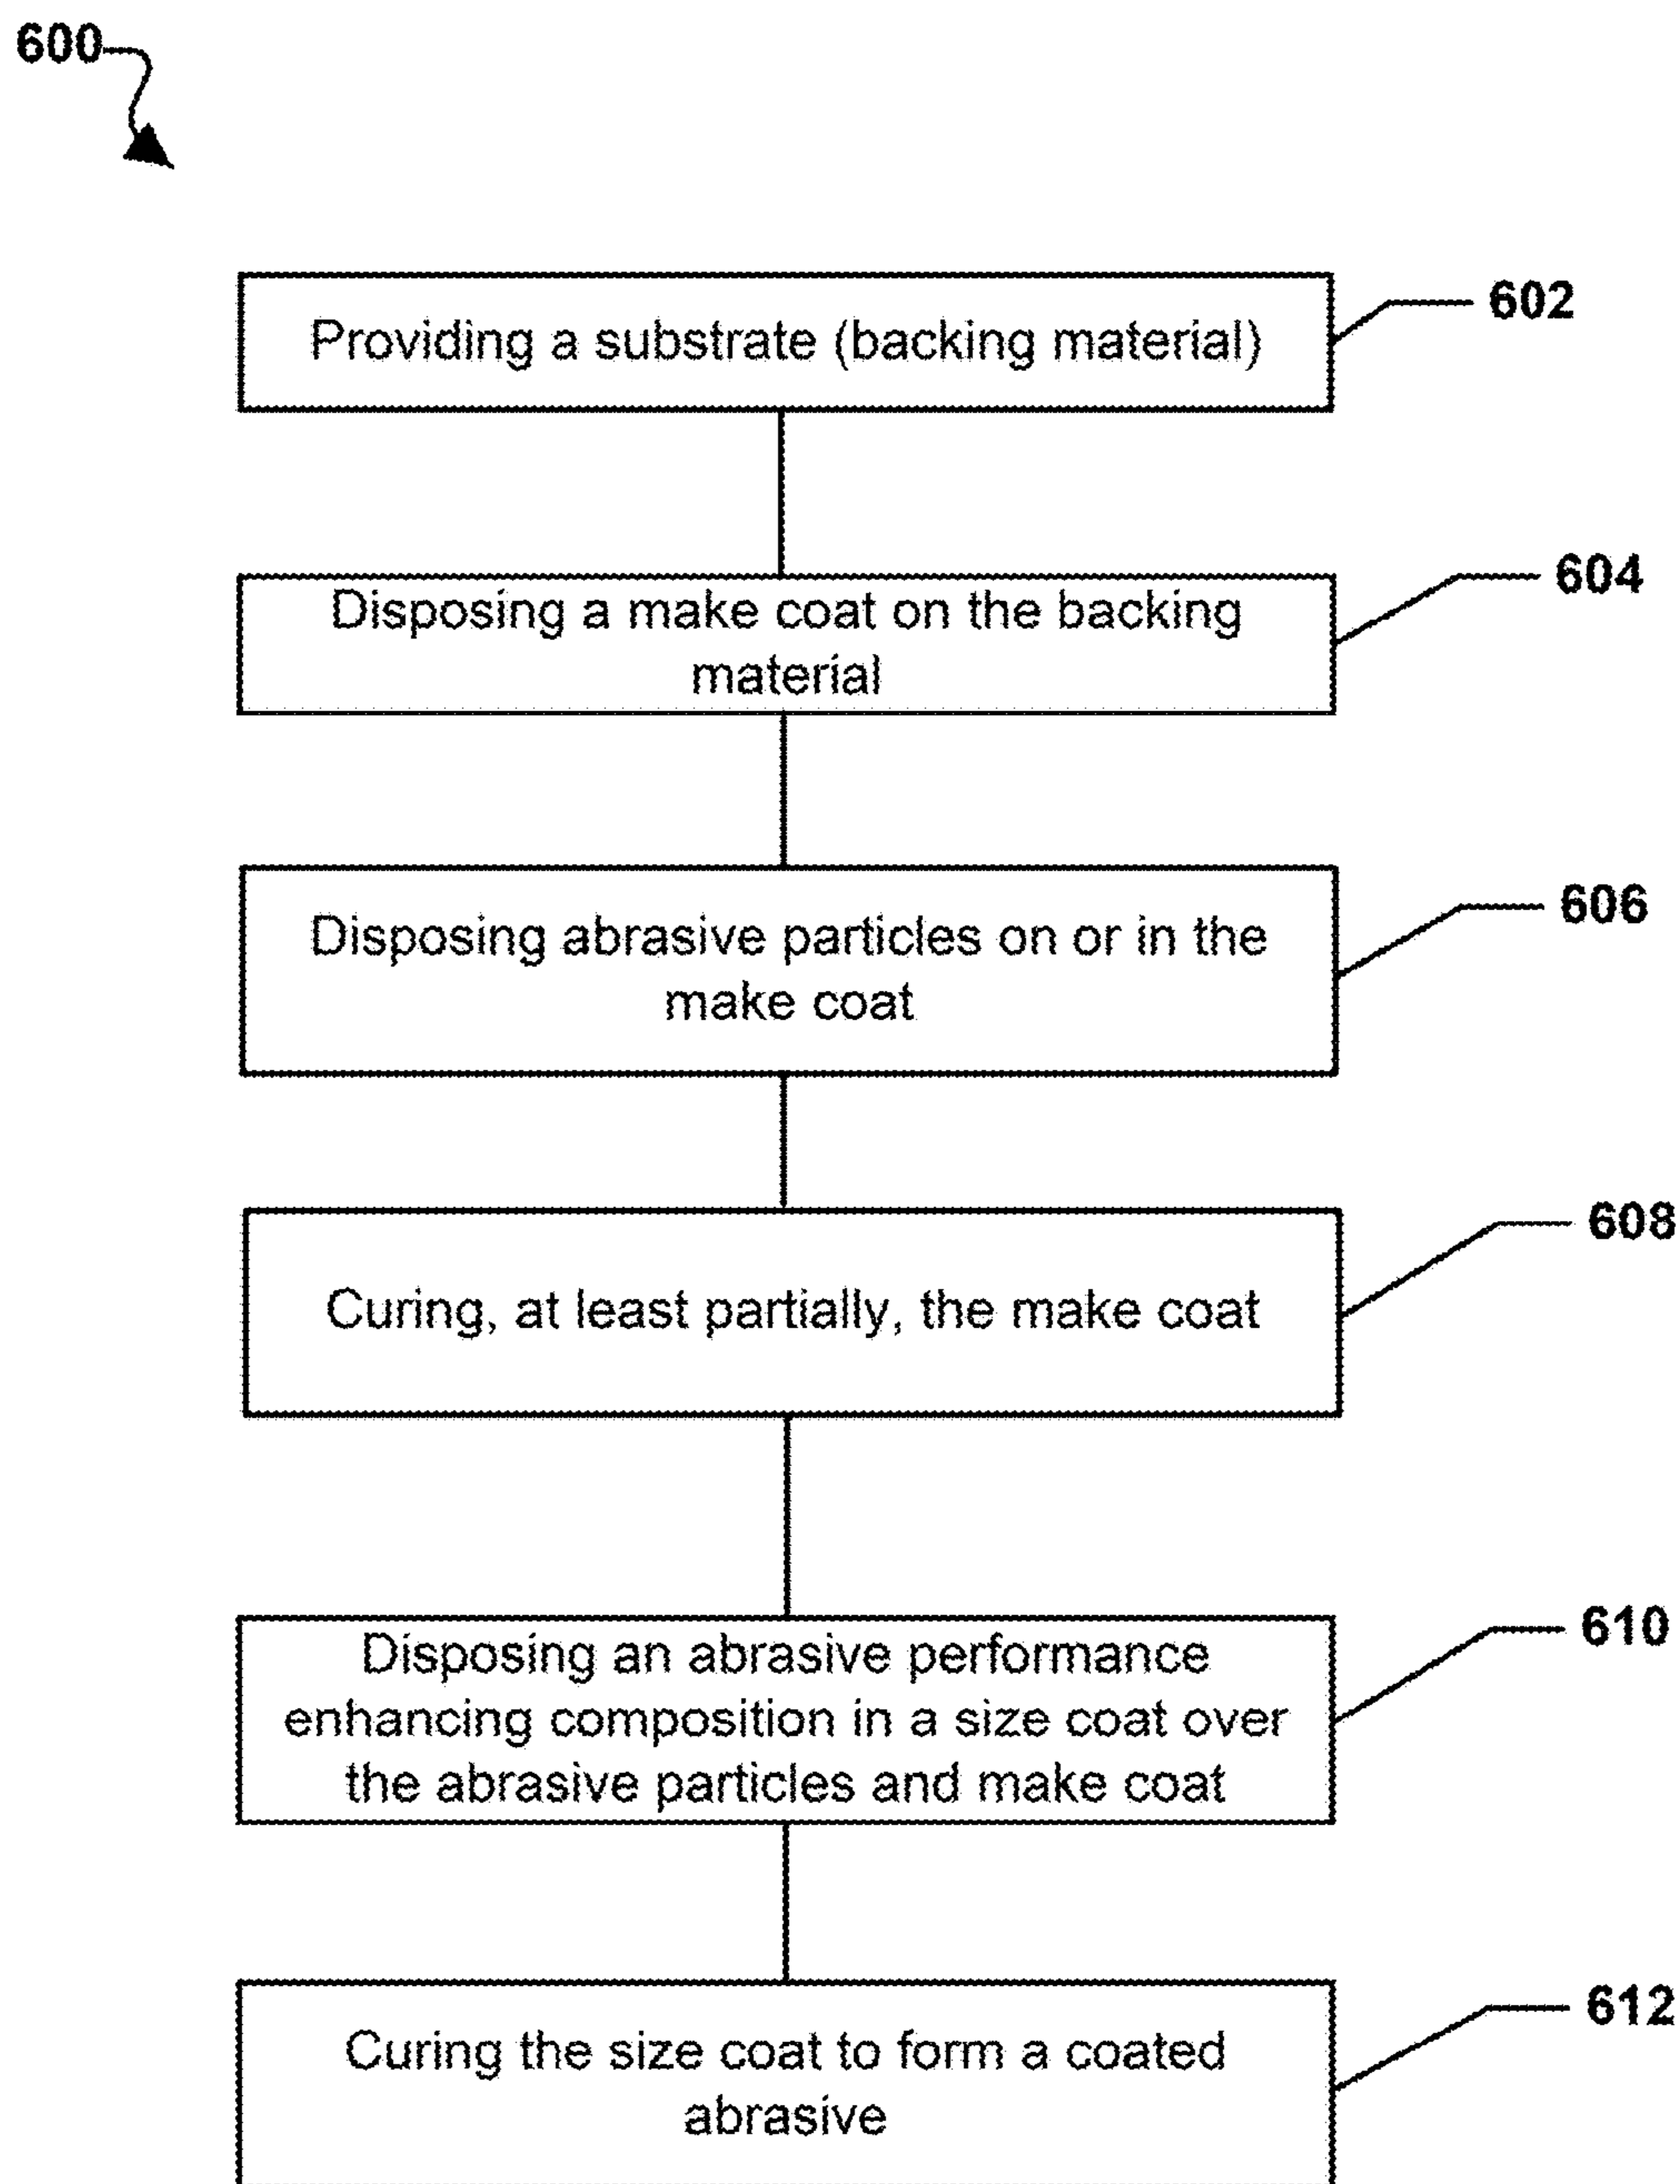 600
Providing a substrate (backing material)
602
Disposing a make coat on the backing
material
604
Disposing abrasive particles on or in the
make coat
606
Curing, at least partially, the make coat
608
Disposing an abrasive performance
enhancing composition in a size coat over
the abrasive particles and make coat
610
Curing the size coat to form a coated
abrasive
612